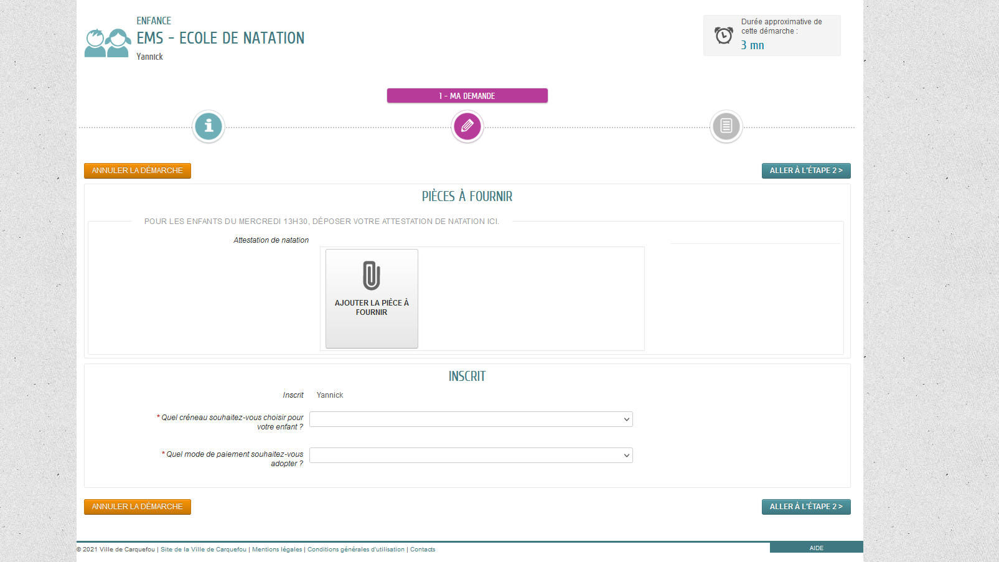 ENFANCE
EMS - ECOLE DE NATATION
Yannick
Durée approximative de
cette démarche :
3 mn
1 - MA DEMANDE
ANNULER LA DÉMARCHE
ALLER À L'ÉTAPE 2 >
PIÈCES À FOURNIR
POUR LES ENFANTS DU MERCREDI 13H30, DÉPOSER VOTRE ATTESTATION DE NATATION ICI.
Attestation de natation
AJOUTER LA PIÈCE À
FOURNIR
INSCRIT
Inscrit Yannick
* Quel créneau souhaitez-vous choisir pour
votre enfant ?
* Quel mode de paiement souhaitez-vous
adopter ?
ANNULER LA DÉMARCHE
ALLER À L'ÉTAPE 2 >
© 2021 Ville de Carquefou | Site de la Ville de Carquefou | Mentions légales | Conditions générales d'utilisation | Contacts
AIDE